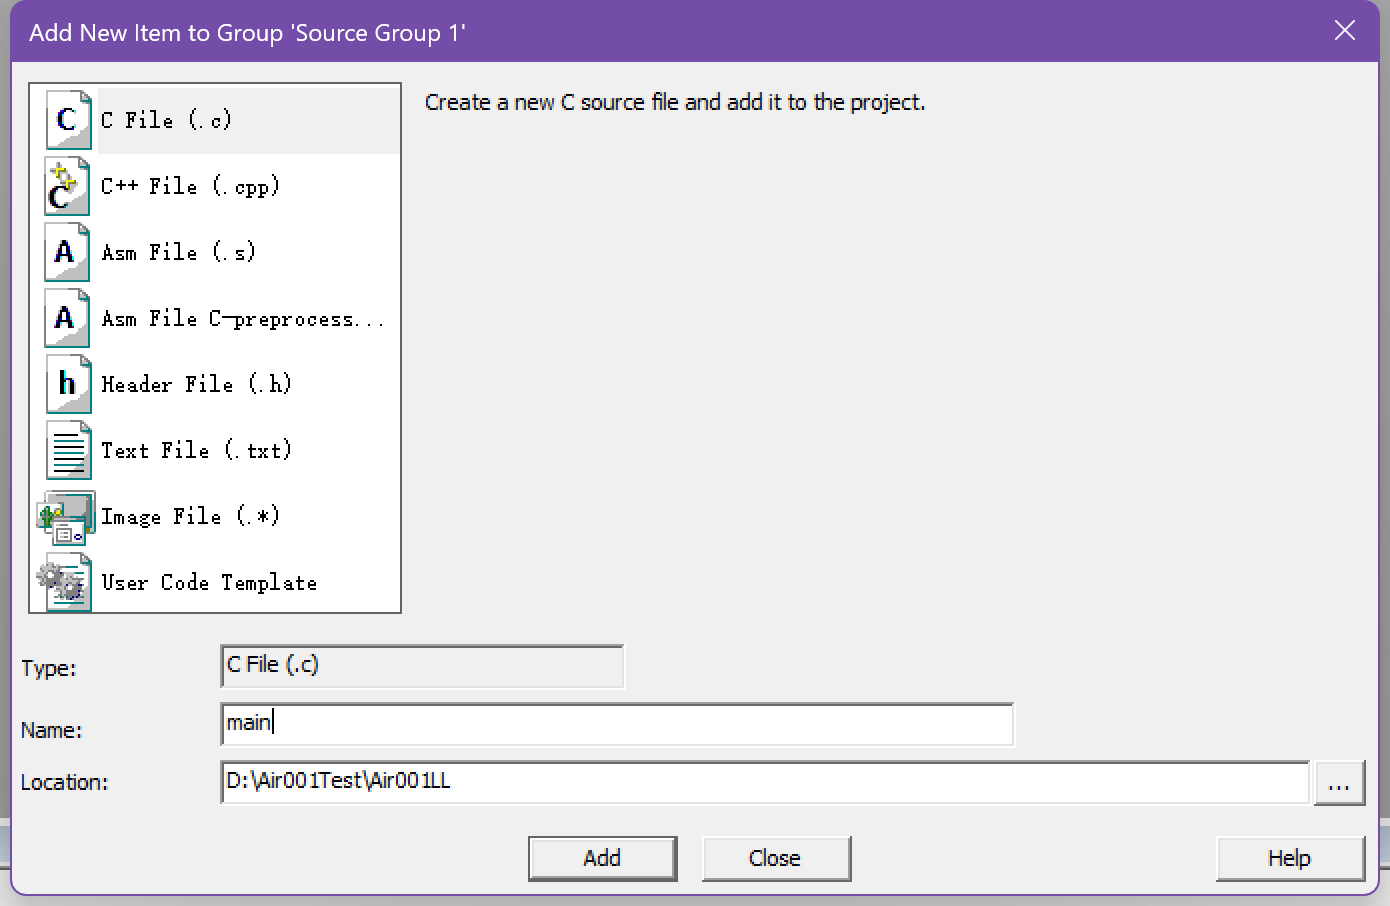 Add New Item to Group 'Source Group 1'
C
C File (.c)
Create a new C source file and add it to the project.
C
C++ File (.cpp)
A
Asm File (.s)
A
Asm File C-preprocess...
h
Header File (.h)
Text File (.txt)
Image File (.*)
User Code Template
Type:
C File (.c)
Name:
main
Location:
D:\Air001Test\Air001LL
...
Add
Close
Help